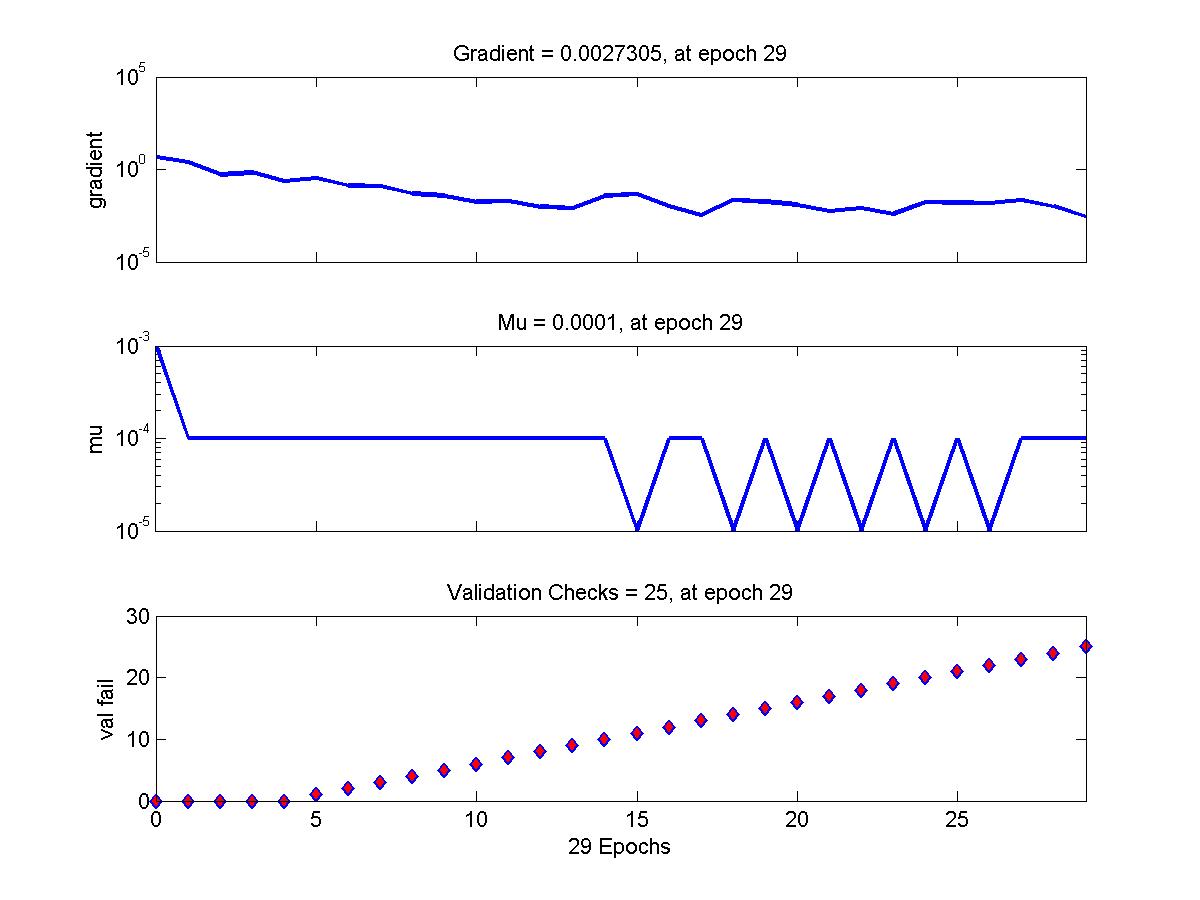 Gradient = 0.0027305, at epoch 29
10^5
10^0
10^-5
gradient
Mu = 0.0001, at epoch 29
10^-3
10^-4
10^-5
mu
Validation Checks = 25, at epoch 29
30
20
10
0
val fail
0 5 10 15 20 25
29 Epochs